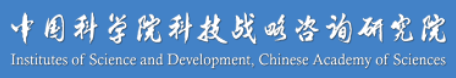 中国科学院科技战略咨询研究院
Institutes of Science and Development, Chinese Academy of Sciences